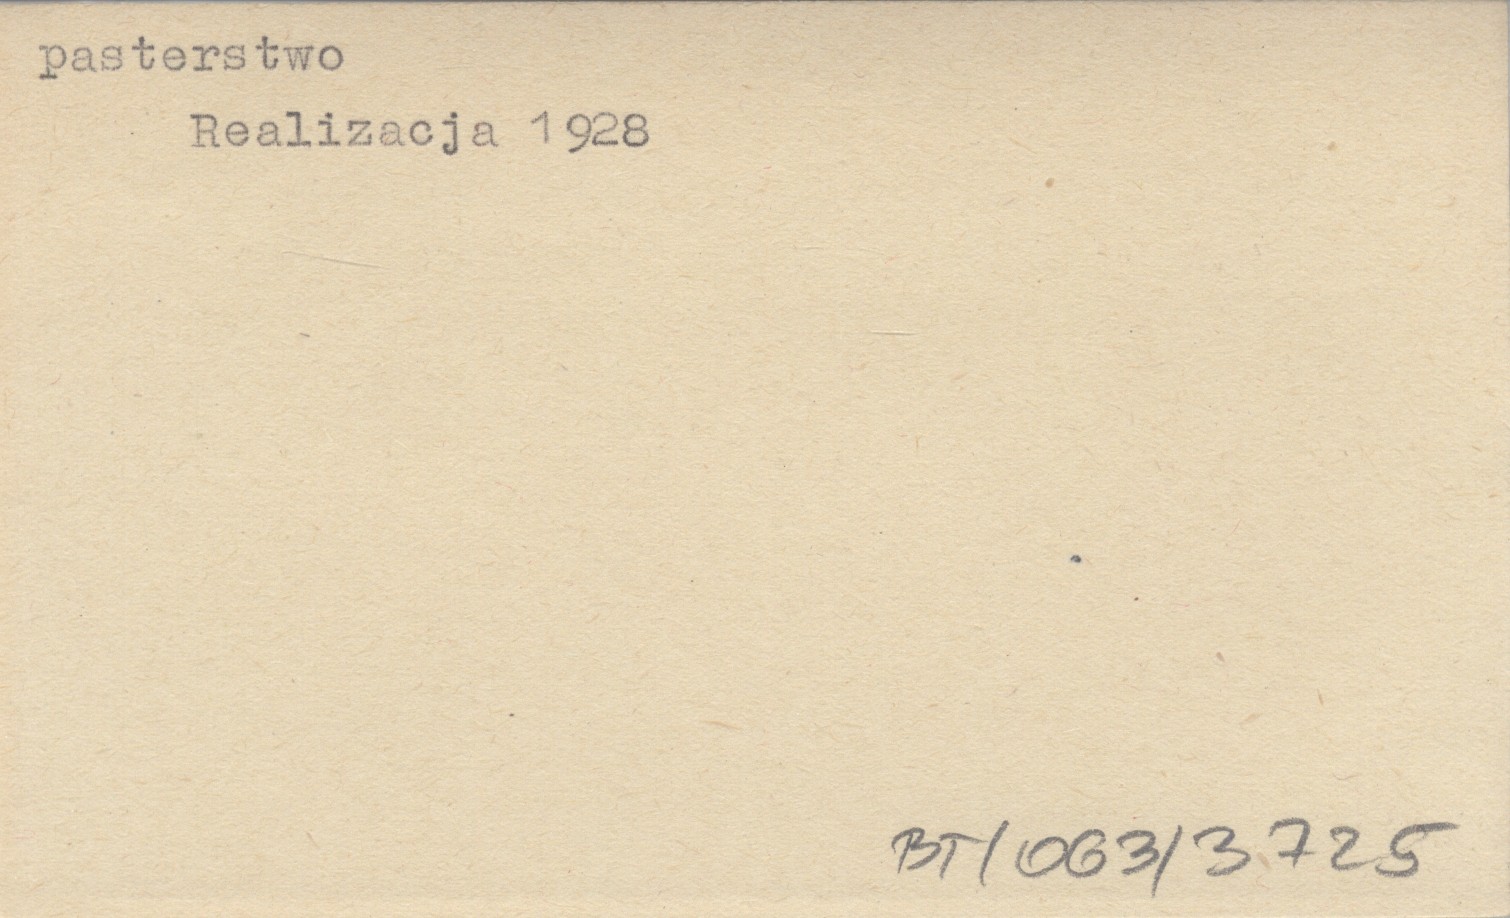 pasterstwo
Realizacja 1928
BT/063/3725